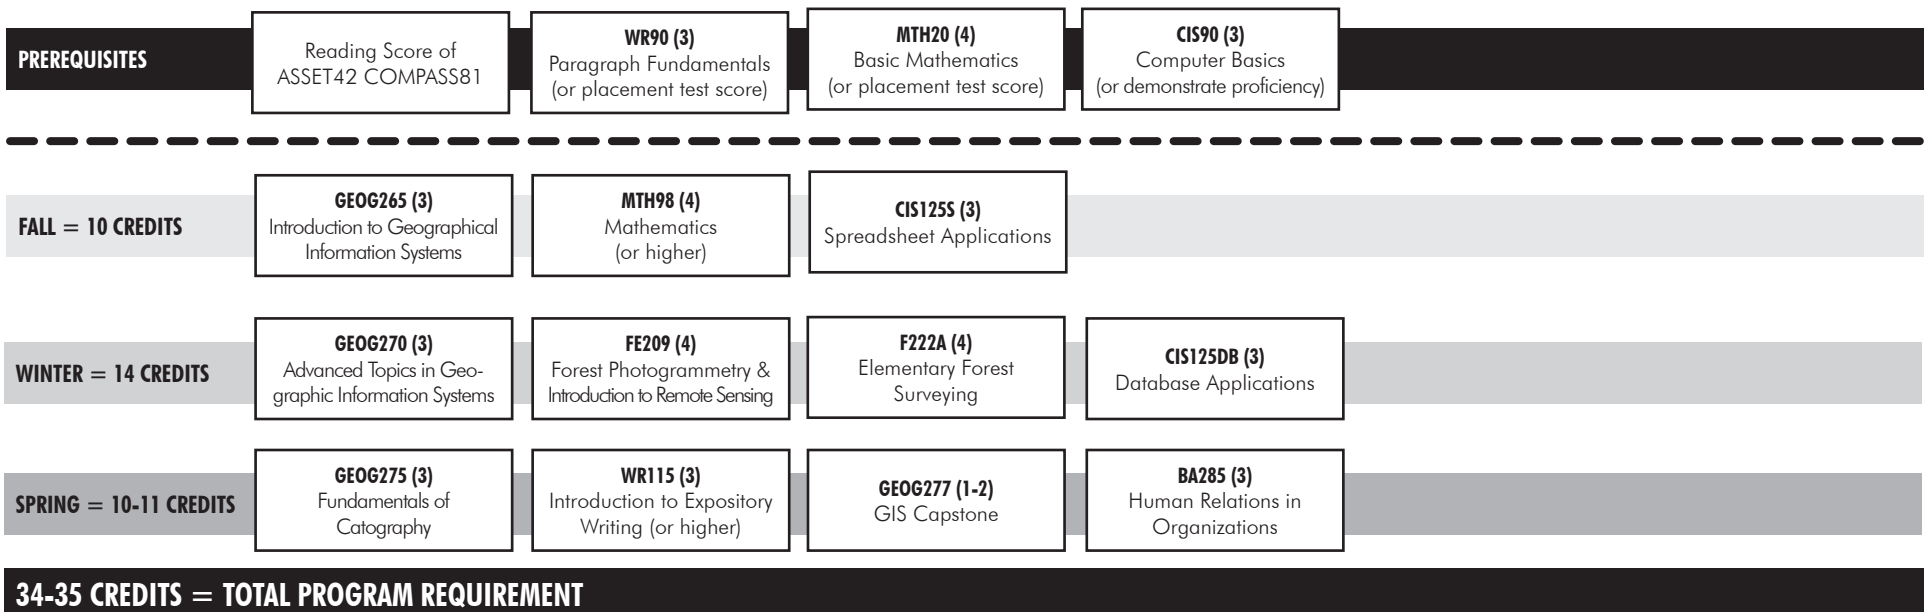 PREREQUISITES
Reading Score of
ASSET42 COMPASS81
WR90 (3)
Paragraph Fundamentals
(or placement test score)
MTH20 (4)
Basic Mathematics
(or placement test score)
CIS90 (3)
Computer Basics
(or demonstrate proficiency)
FALL = 10 CREDITS
GEOG265 (3)
Introduction to Geographical
Information Systems
MTH98 (4)
Mathematics
(or higher)
CIS125S (3)
Spreadsheet Applications
WINTER = 14 CREDITS
GEOG270 (3)
Advanced Topics in Geo-
graphic Information Systems
FE209 (4)
Forest Photogrammetry &
Introduction to Remote Sensing
F222A (4)
Elementary Forest
Surveying
CIS125DB (3)
Database Applications
SPRING = 10-11 CREDITS
GEOG275 (3)
Fundamentals of
Catography
WR115 (3)
Introduction to Expository
Writing (or higher)
GEOG277 (1-2)
GIS Capstone
BA285 (3)
Human Relations in
Organizations
34-35 CREDITS = TOTAL PROGRAM REQUIREMENT